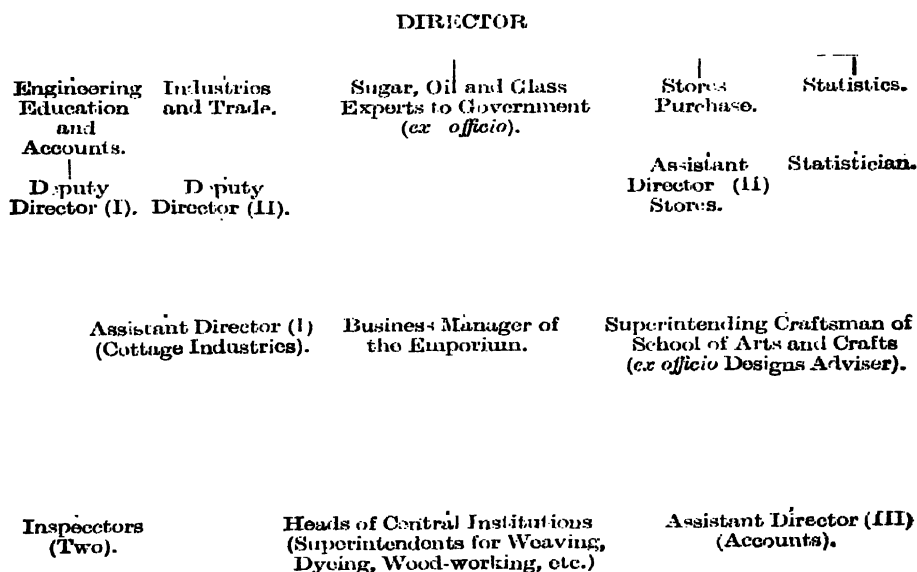 DIRECTOR
Engineering
Education
and
Accounts.
Industries
and Trade.
Sugar, Oil and Glass
Experts to Government
(ex officio).
Stores
Purchase.
Statistics.
Deputy
Director (I).
Deputy
Director (II).
Assistant
Director (II)
Stores.
Statistician.
Assistant Director (I)
(Cottage Industries).
Business Manager of
the Emporium.
Superintending Craftsman of
School of Arts and Crafts
(ex officio Designs Adviser).
Inspectors
(Two).
Heads of Central Institutions
(Superintendents for Weaving,
Dyeing, Wood-working, etc.)
Assistant Director (III)
(Accounts).